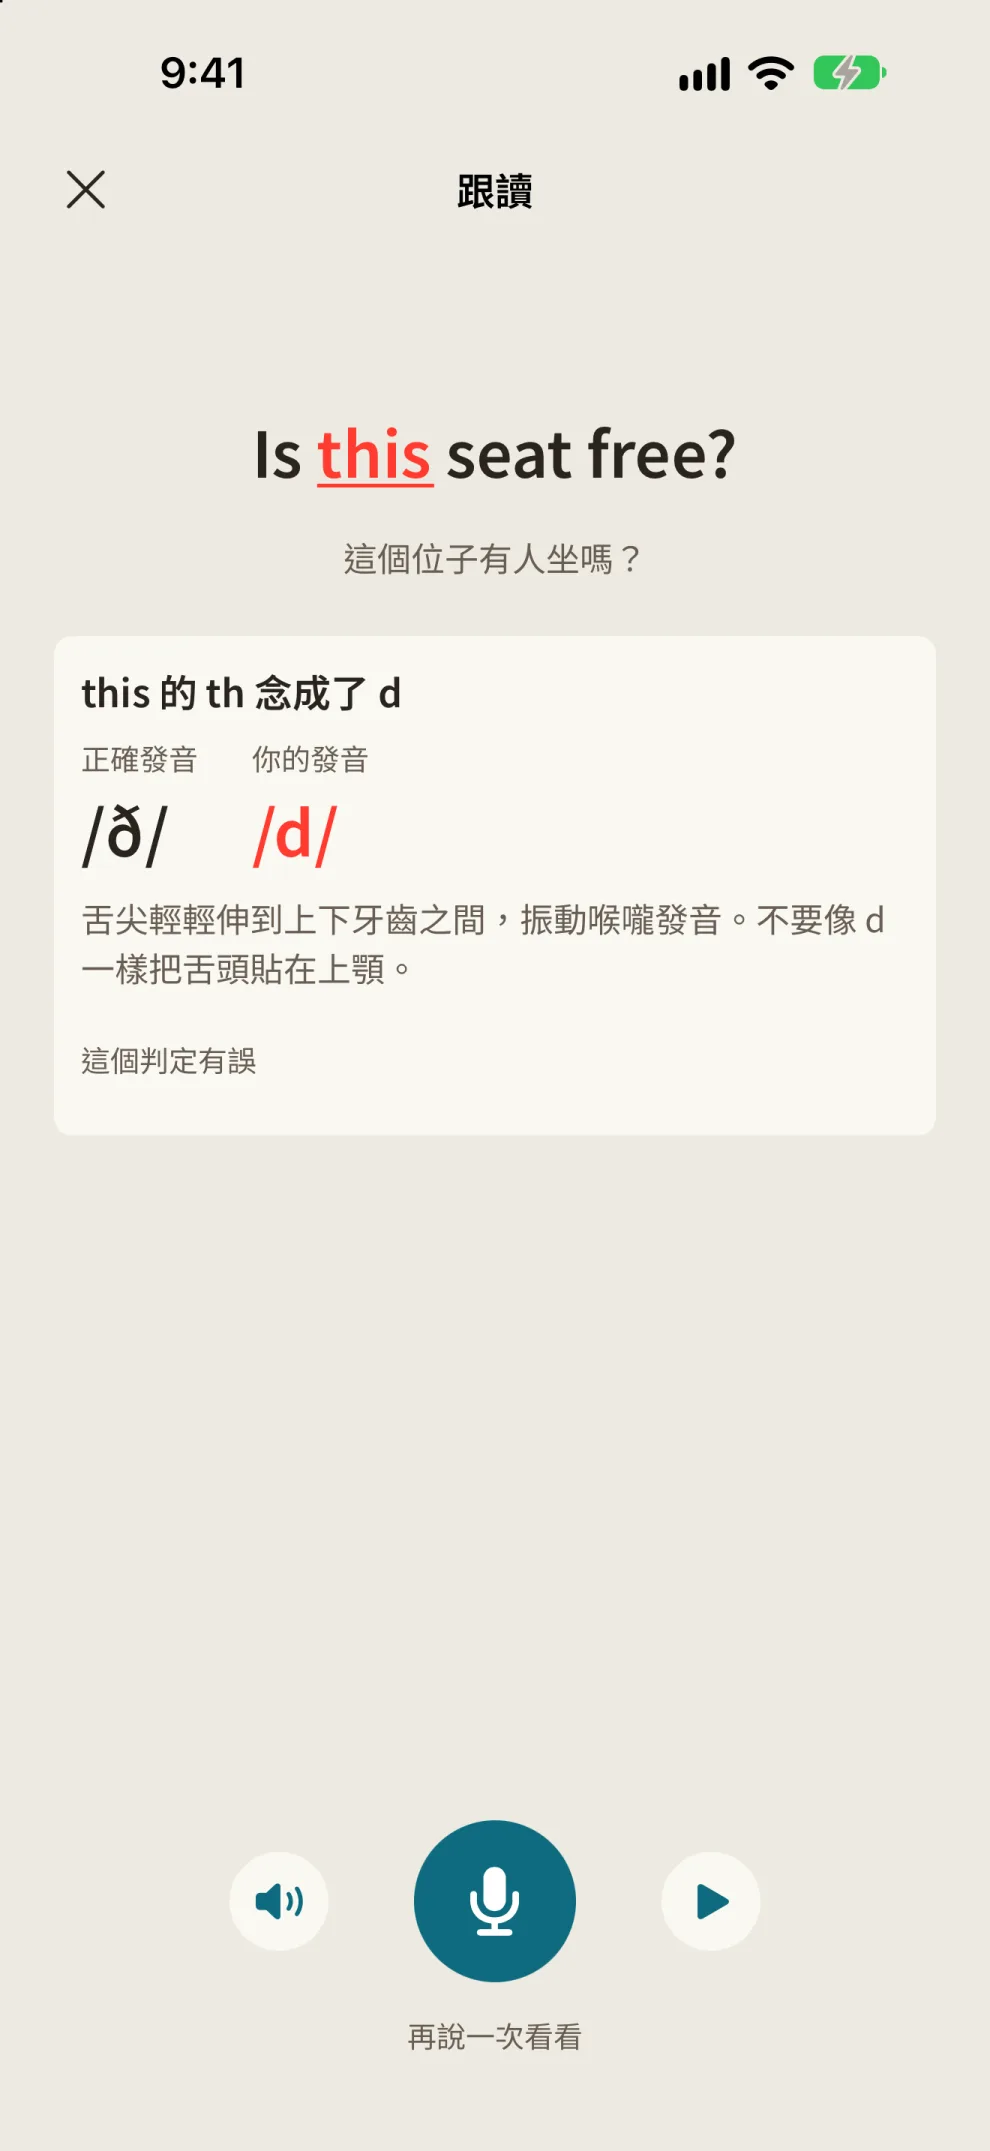 9:41
跟讀
Is this seat free?
這個位子有人坐嗎？
this 的 th 念成了 d
正確發音 你的發音
/ð/ /d/
舌尖輕輕伸到上下牙齒之間，振動喉嚨發音。不要像 d
一樣把舌頭貼在上顎。
這個判定有誤
再說一次看看